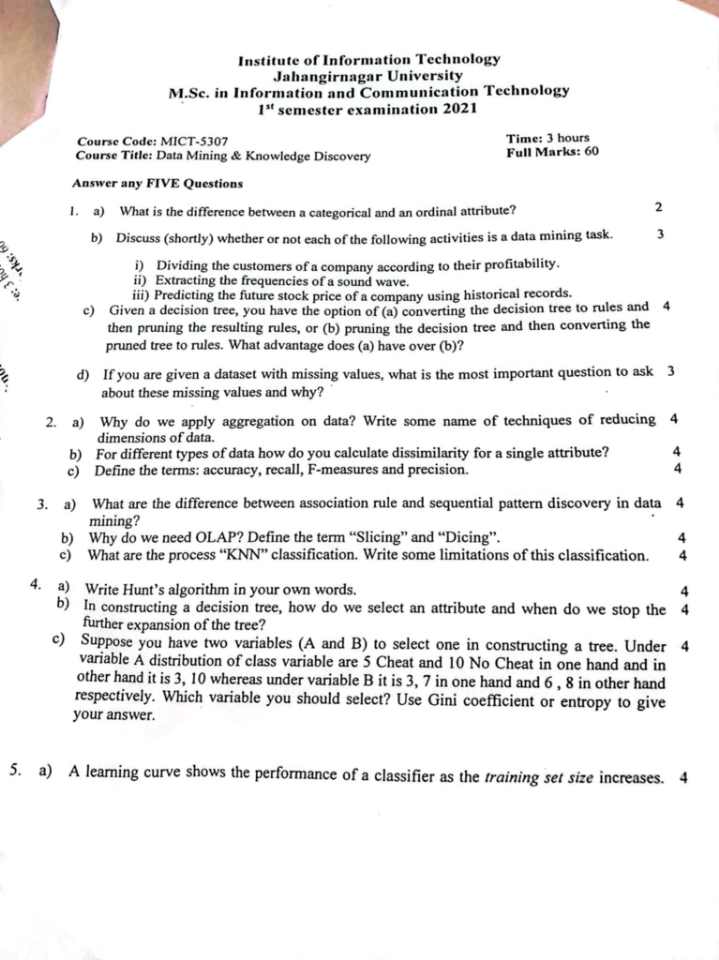 Institute of Information Technology
Jahangirnagar University
M.Sc. in Information and Communication Technology
1st semester examination 2021
Course Code: MICT-5307 Time: 3 hours
Course Title: Data Mining & Knowledge Discovery Full Marks: 60
Answer any FIVE Questions
1. a) What is the difference between a categorical and an ordinal attribute? 2
b) Discuss (shortly) whether or not each of the following activities is a data mining task. 3
i) Dividing the customers of a company according to their profitability.
ii) Extracting the frequencies of a sound wave.
iii) Predicting the future stock price of a company using historical records.
c) Given a decision tree, you have the option of (a) converting the decision tree to rules and 4
then pruning the resulting rules, or (b) pruning the decision tree and then converting the
pruned tree to rules. What advantage does (a) have over (b)?
d) If you are given a dataset with missing values, what is the most important question to ask 3
about these missing values and why?
2. a) Why do we apply aggregation on data? Write some name of techniques of reducing 4
dimensions of data.
b) For different types of data how do you calculate dissimilarity for a single attribute? 4
c) Define the terms: accuracy, recall, F-measures and precision. 4
3. a) What are the difference between association rule and sequential pattern discovery in data 4
mining?
b) Why do we need OLAP? Define the term “Slicing” and “Dicing”. 4
c) What are the process “KNN” classification. Write some limitations of this classification. 4
4. a) Write Hunt’s algorithm in your own words. 4
b) In constructing a decision tree, how do we select an attribute and when do we stop the 4
further expansion of the tree?
c) Suppose you have two variables (A and B) to select one in constructing a tree. Under 4
variable A distribution of class variable are 5 Cheat and 10 No Cheat in one hand and in
other hand it is 3, 10 whereas under variable B it is 3, 7 in one hand and 6 , 8 in other hand
respectively. Which variable you should select? Use Gini coefficient or entropy to give
your answer.
5. a) A learning curve shows the performance of a classifier as the training set size increases. 4